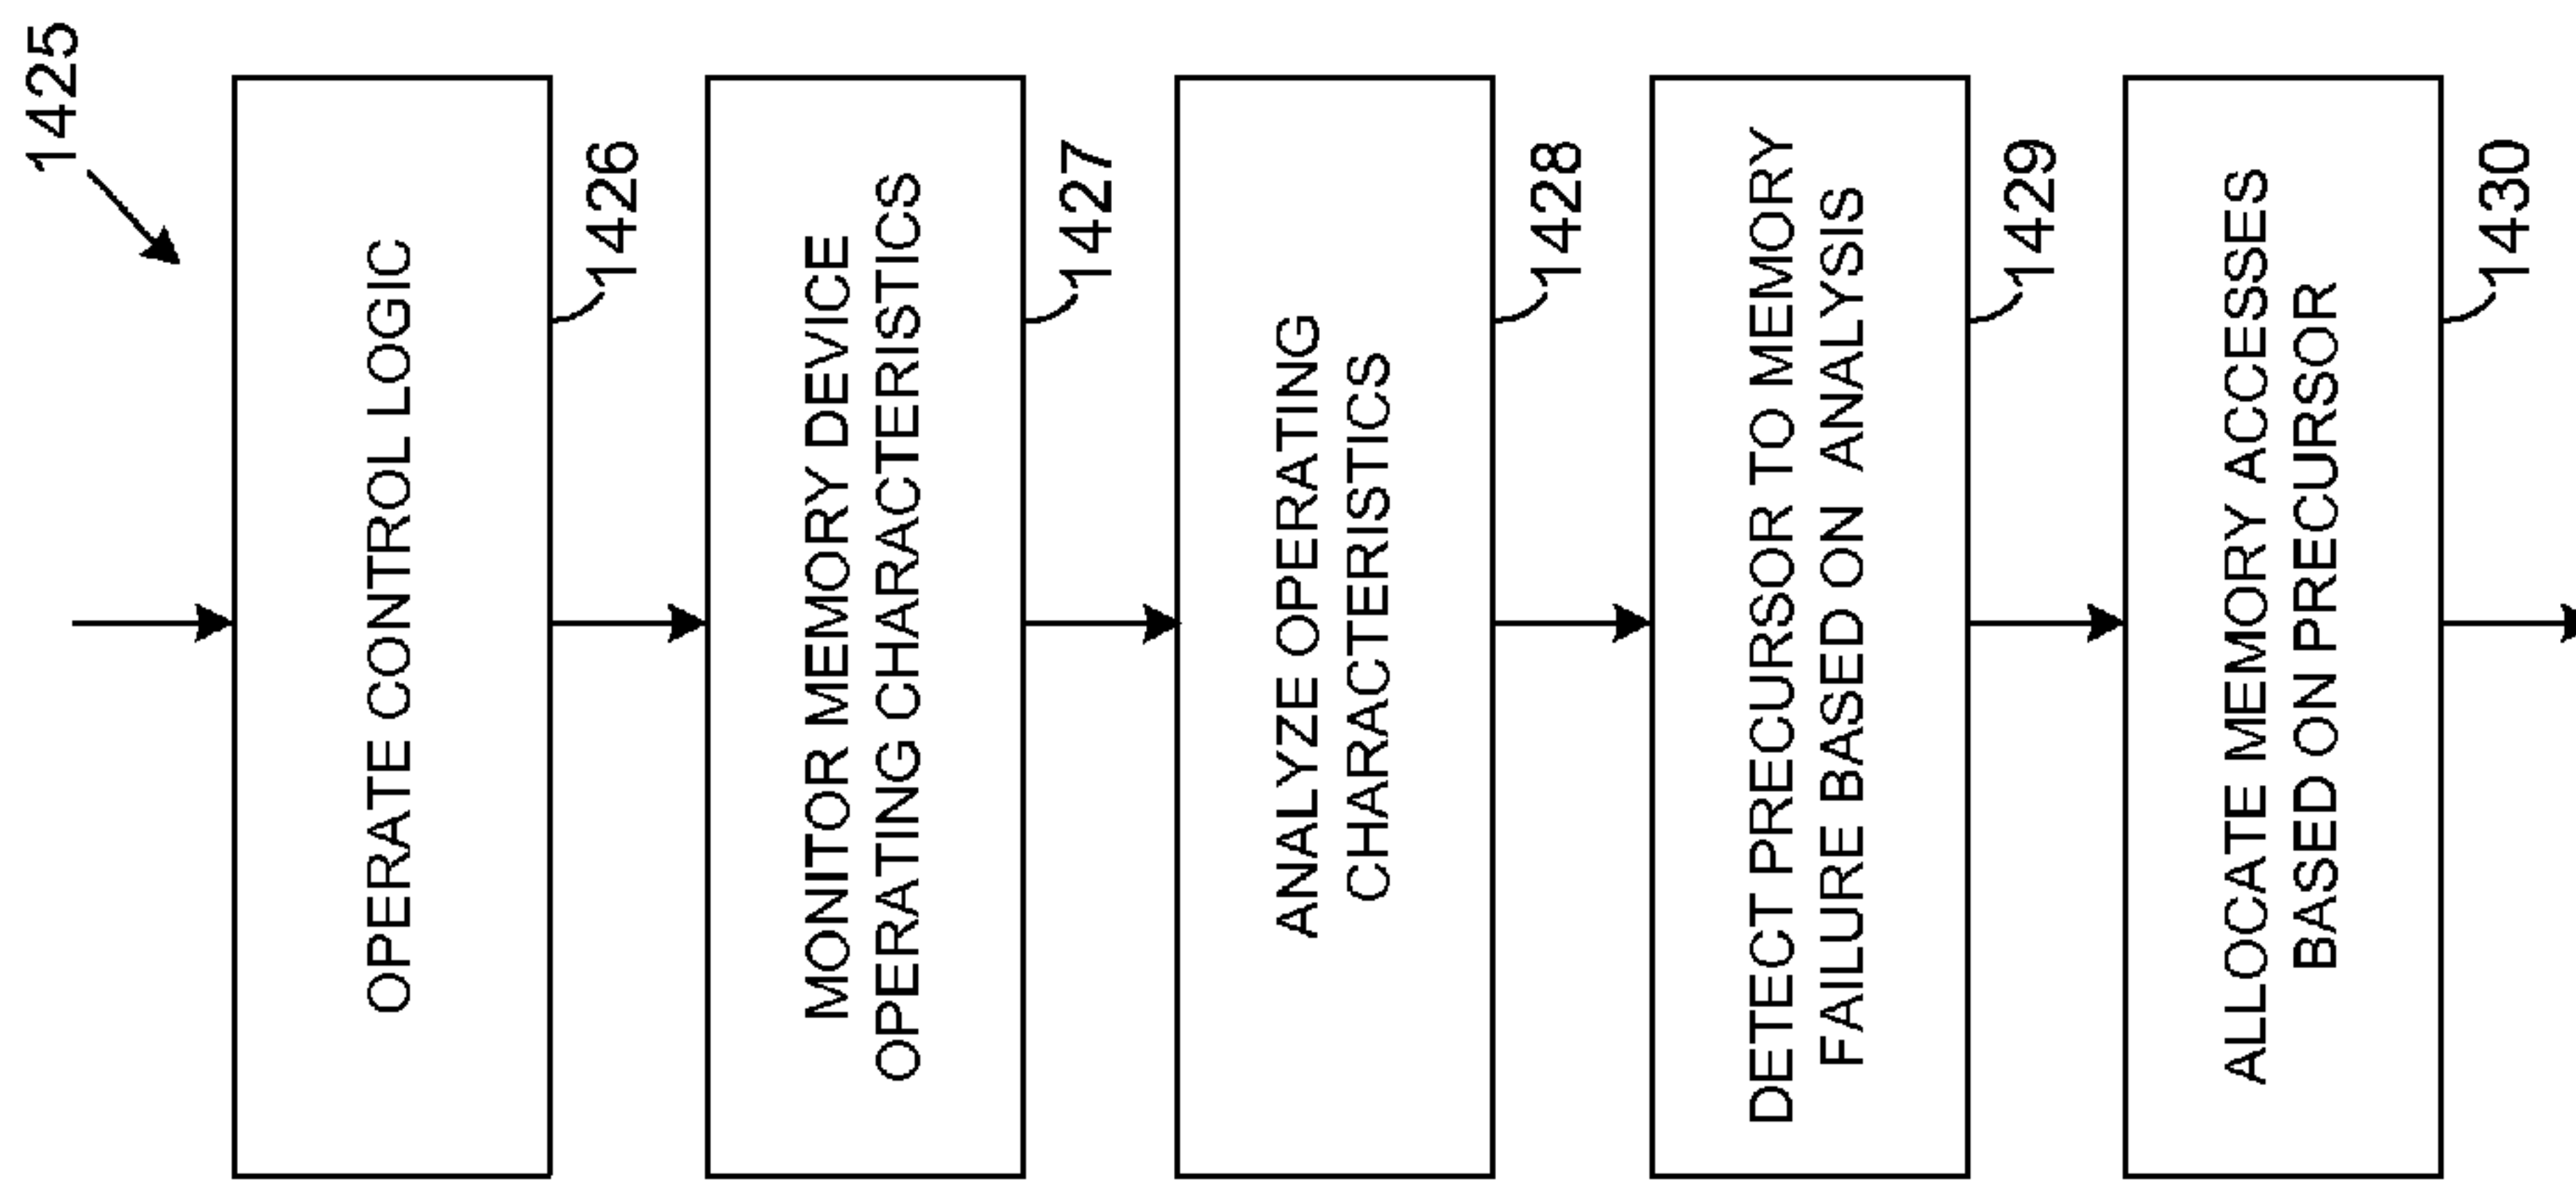 1425
OPERATE CONTROL LOGIC
1426
MONITOR MEMORY DEVICE
OPERATING CHARACTERISTICS
1427
ANALYZE OPERATING
CHARACTERISTICS
1428
DETECT PRECURSOR TO MEMORY
FAILURE BASED ON ANALYSIS
1429
ALLOCATE MEMORY ACCESSES
BASED ON PRECURSOR
1430